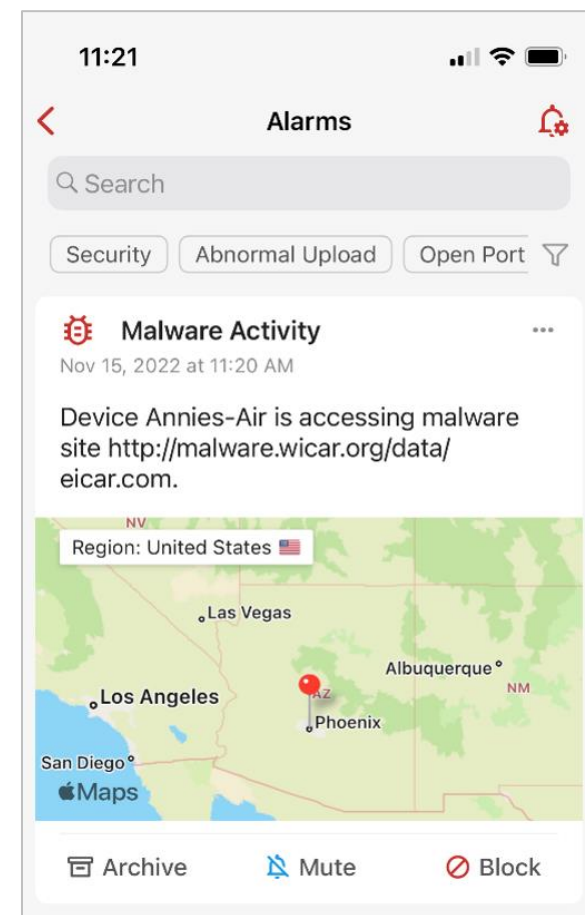 11:21
Alarms
Search
Security Abnormal Upload Open Port
Malware Activity
Nov 15, 2022 at 11:20 AM
Device Annies-Air is accessing malware
site http://malware.wicar.org/data/
eicar.com.
NV
Region: United States
Las Vegas
Albuquerque
NM
Los Angeles
AZ
Phoenix
San Diego
Maps
Archive Mute Block